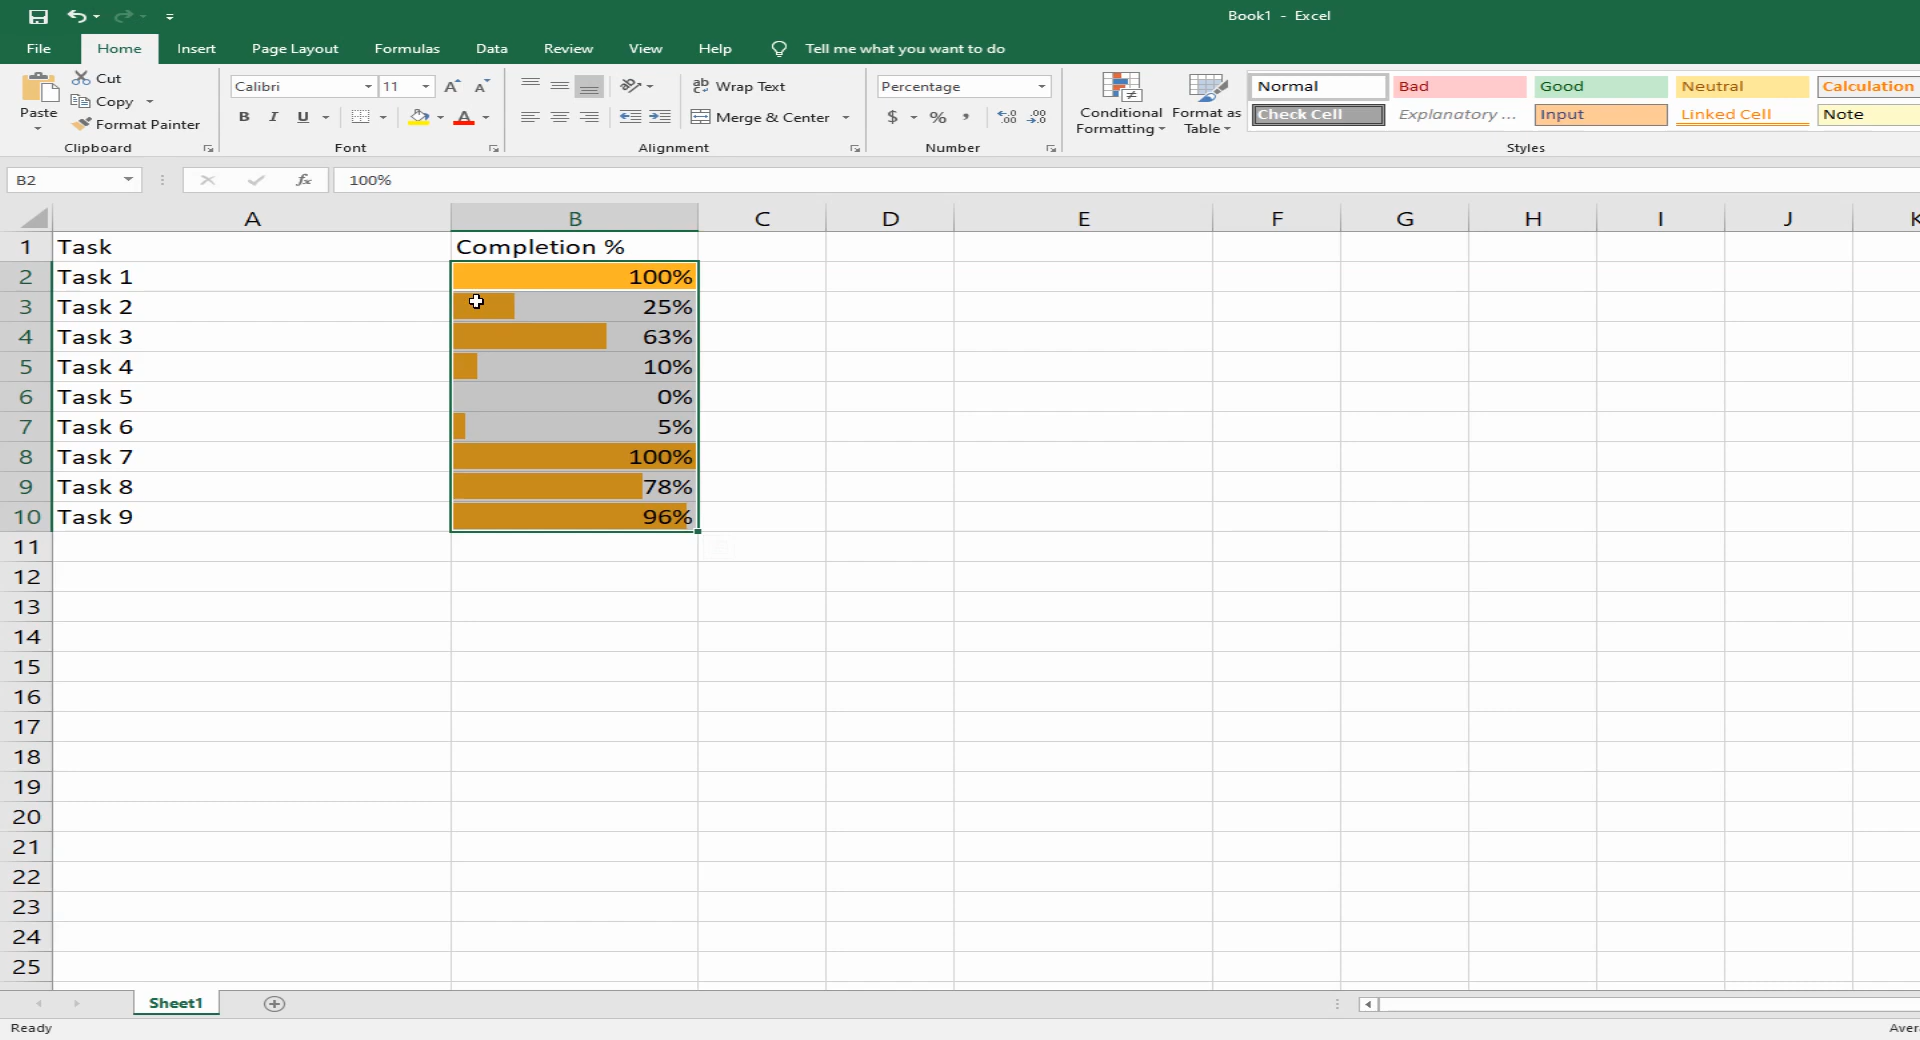 Book1 - Excel
File Home Insert Page Layout Formulas Data Review View Help Tell me what you want to do
Paste
Cut
Copy
Format Painter
Clipboard
Calibri 11
B I U
Font
Wrap Text
Merge & Center
Alignment
Percentage
$ % ,
Number
Conditional Formatting
Format as Table
Normal Bad Good Neutral Calculation
Check Cell Explanatory ... Input Linked Cell Note
Styles
B2 fx 100%
A B C D E F G H I J
1 Task Completion %
2 Task 1 100%
3 Task 2 25%
4 Task 3 63%
5 Task 4 10%
6 Task 5 0%
7 Task 6 5%
8 Task 7 100%
9 Task 8 78%
10 Task 9 96%
11
12
13
14
15
16
17
18
19
20
21
22
23
24
25
Sheet1
Ready